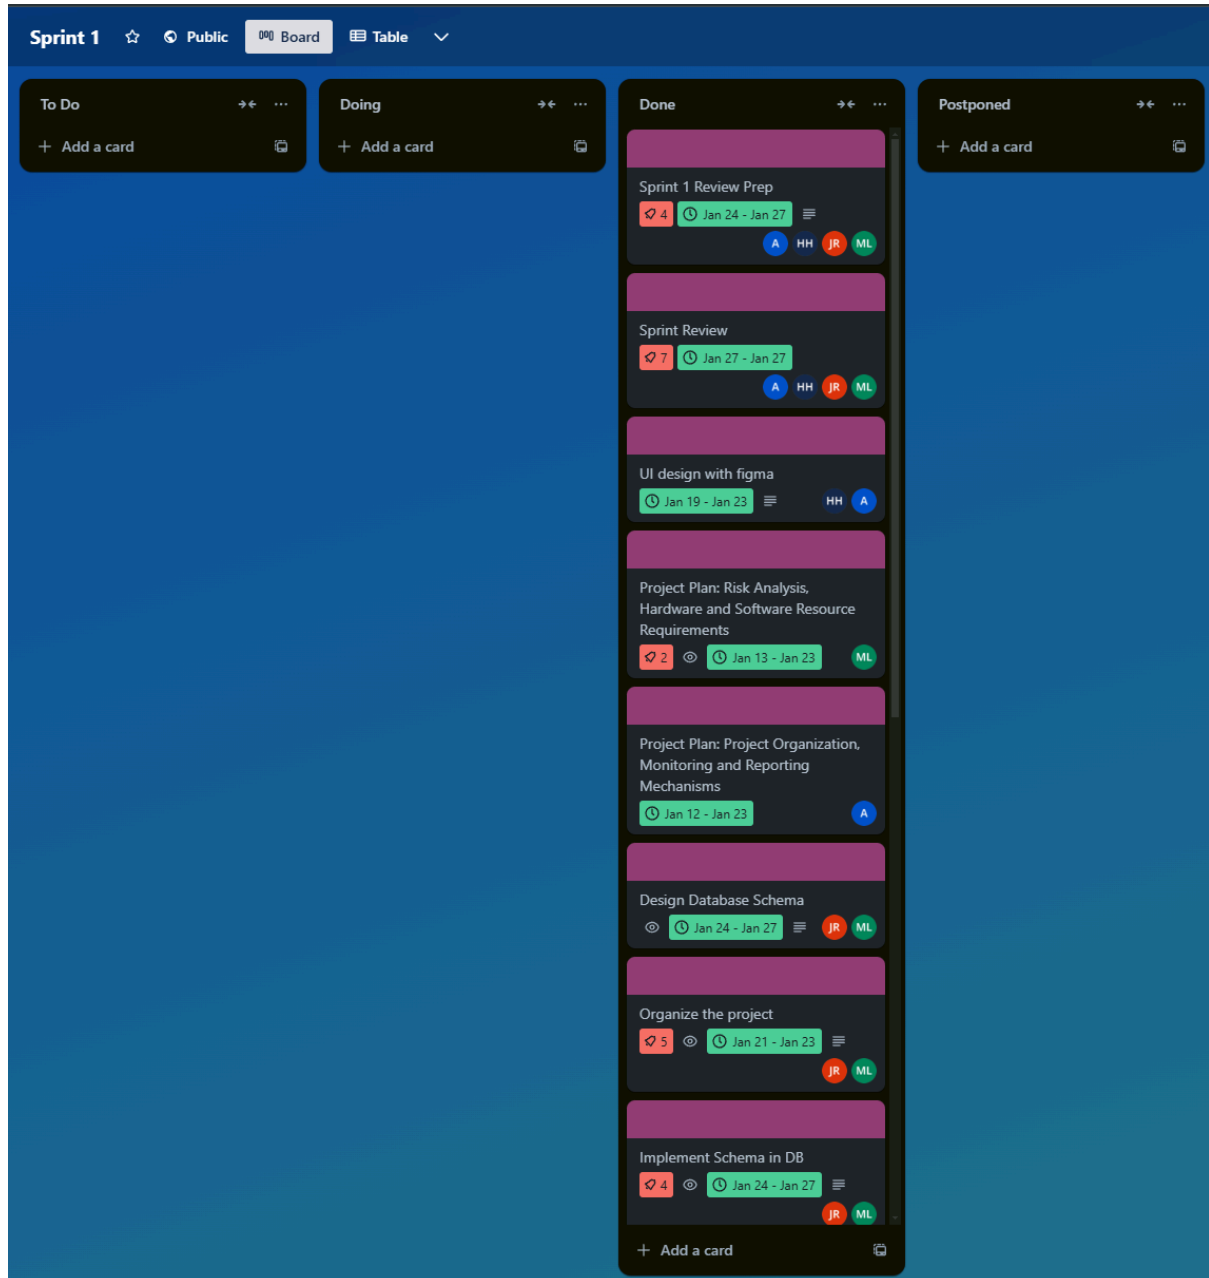 Sprint 1 Public Board Table
To Do
Add a card
Doing
Add a card
Done
Sprint 1 Review Prep
4 Jan 24 - Jan 27
A HH JR ML
Sprint Review
7 Jan 27 - Jan 27
A HH JR ML
UI design with figma
Jan 19 - Jan 23 HH A
Project Plan: Risk Analysis,
Hardware and Software Resource
Requirements
2 Jan 13 - Jan 23 ML
Project Plan: Project Organization,
Monitoring and Reporting
Mechanisms
Jan 12 - Jan 23 A
Design Database Schema
Jan 24 - Jan 27 JR ML
Organize the project
5 Jan 21 - Jan 23
JR ML
Implement Schema in DB
4 Jan 24 - Jan 27
JR ML
Add a card
Postponed
Add a card